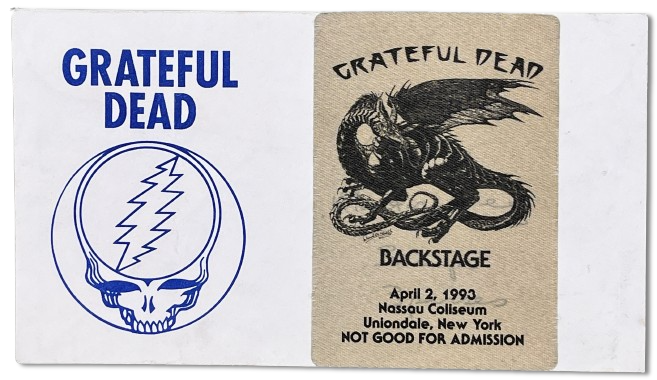 GRATEFUL
DEAD
GRATEFUL DEAD
BACKSTAGE
April 2, 1993
Nassau Coliseum
Uniondale, New York
NOT GOOD FOR ADMISSION